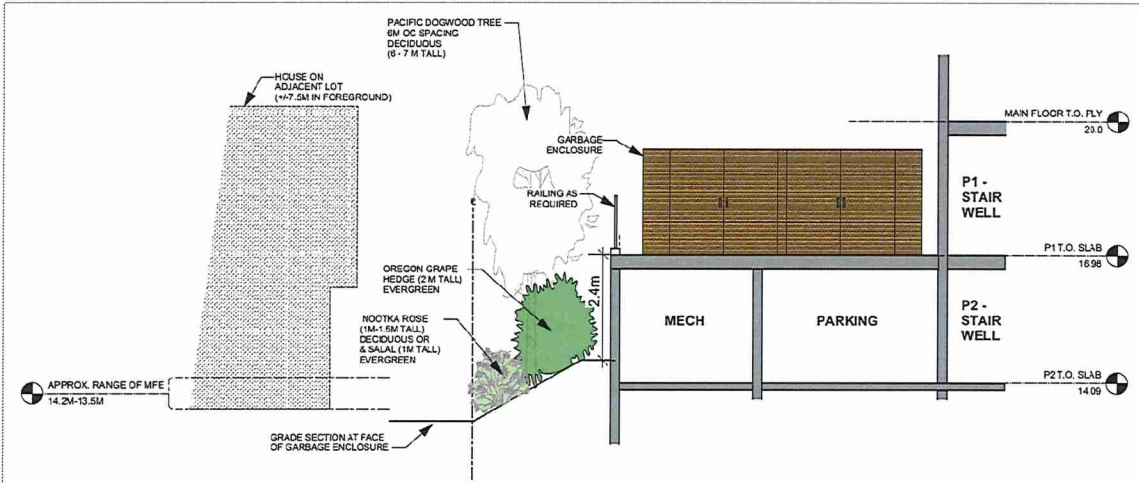 PACIFIC DOGWOOD TREE
6M OC SPACING
DECIDUOUS
(6 - 7 M TALL)
HOUSE ON
ADJACENT LOT
(+/-7.5M IN FOREGROUND)
GARBAGE
ENCLOSURE
RAILING AS
REQUIRED
MAIN FLOOR T.O. PLY
20.0
P1 -
STAIR
WELL
P1 T.O. SLAB
16.98
OREGON GRAPE
HEDGE (2 M TALL)
EVERGREEN
2.4m
MECH
PARKING
P2 -
STAIR
WELL
NOOTKA ROSE
(1M-1.5M TALL)
DECIDUOUS OR
& SALAL (1M TALL)
EVERGREEN
P2 T.O. SLAB
14.09
APPROX. RANGE OF MFE
14.2M-13.5M
GRADE SECTION AT FACE
OF GARBAGE ENCLOSURE